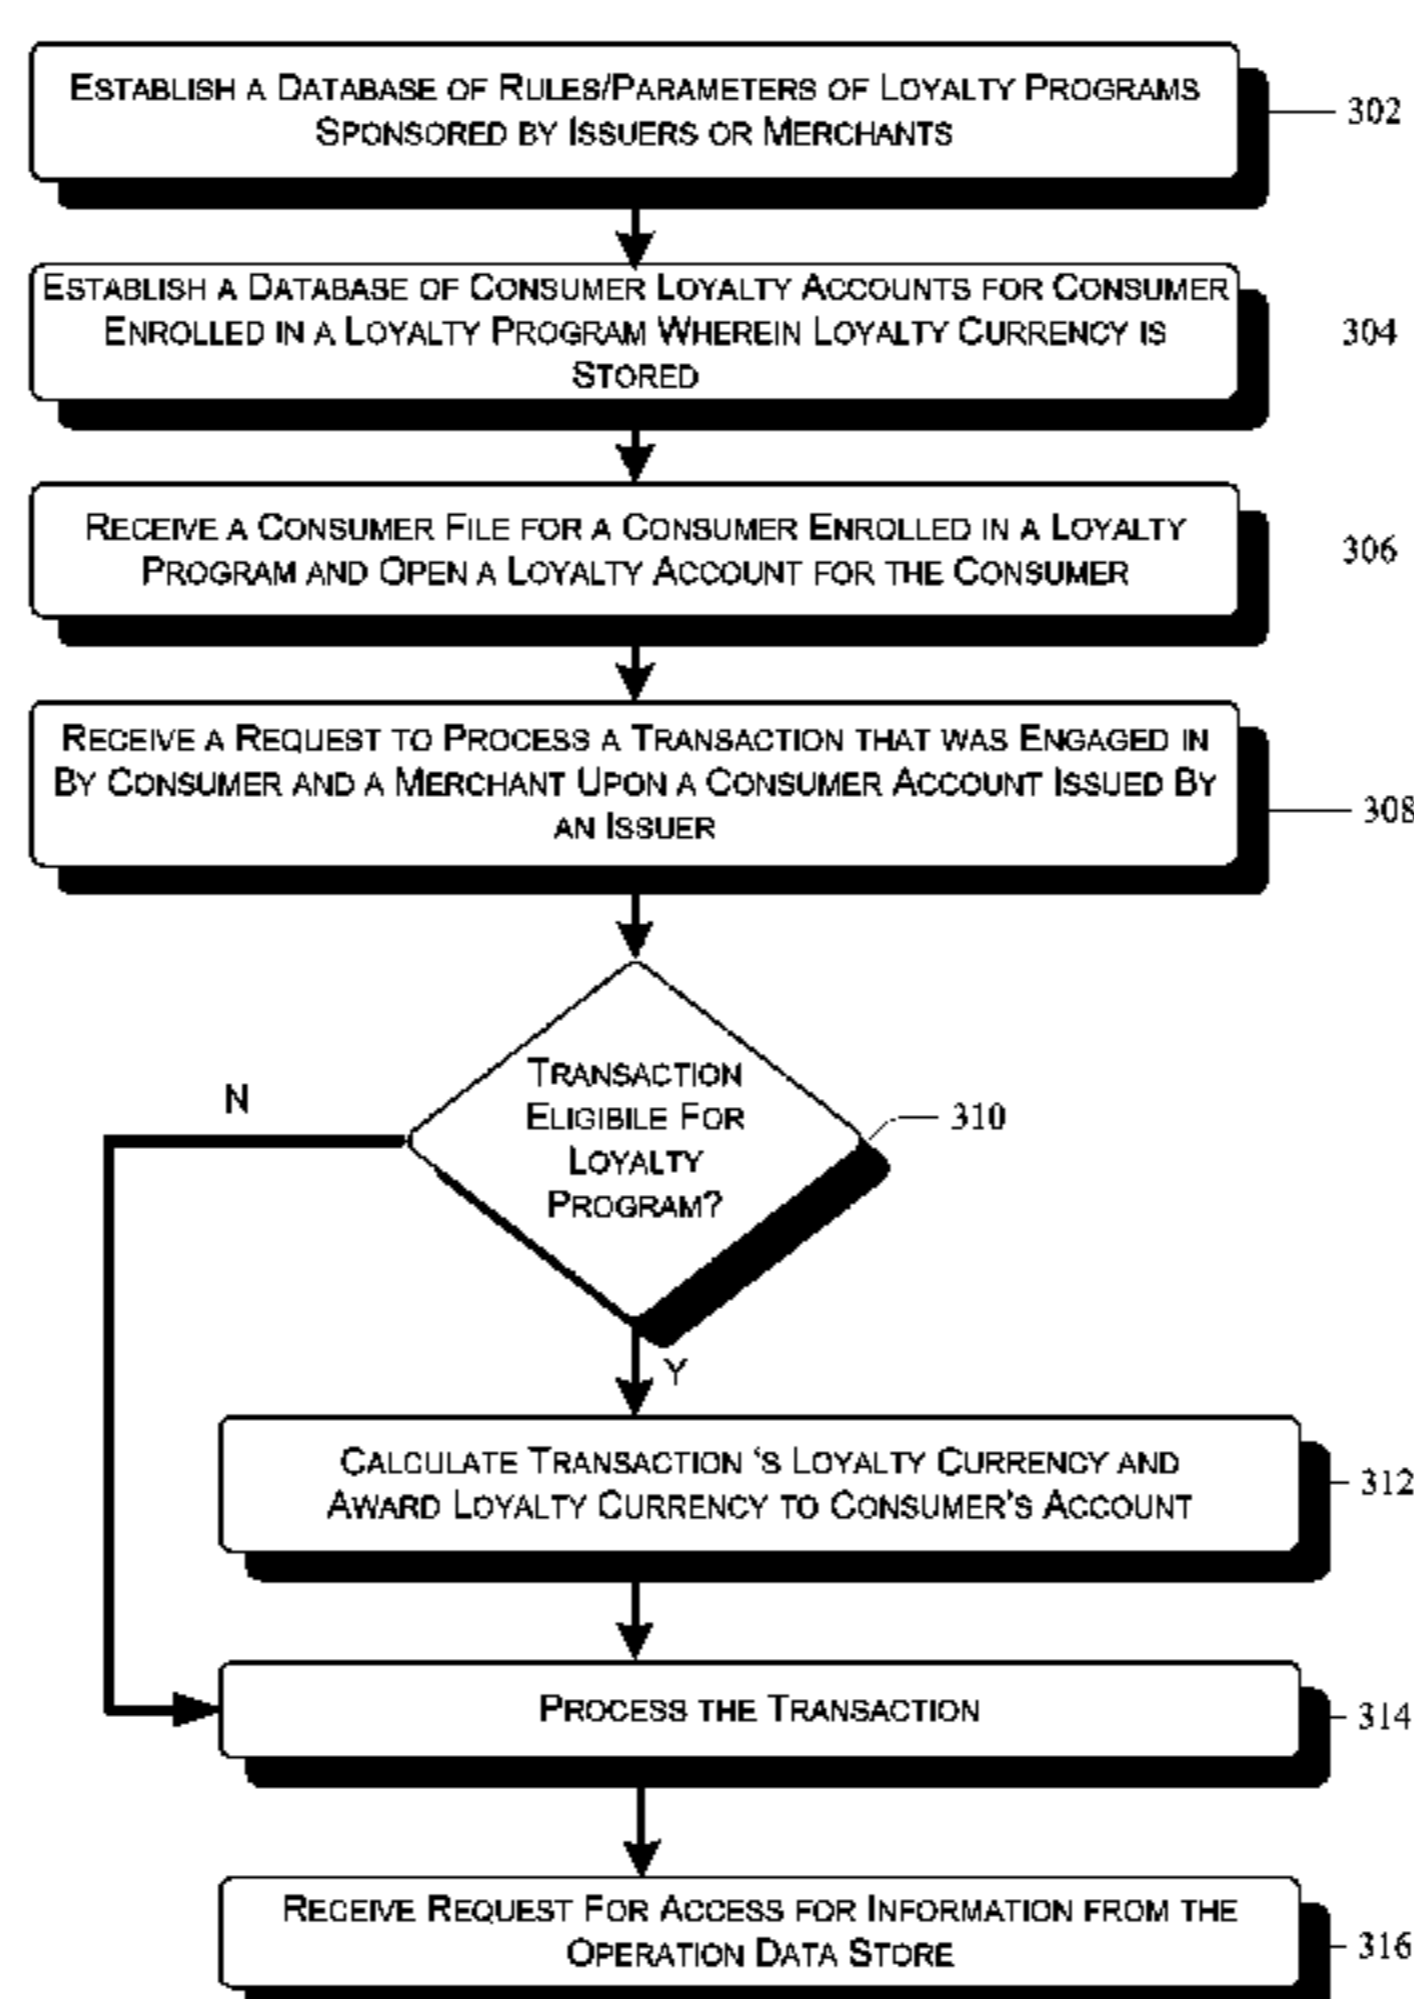 ESTABLISH A DATABASE OF RULES/PARAMETERS OF LOYALTY PROGRAMS
SPONSORED BY ISSUERS OR MERCHANTS
302
ESTABLISH A DATABASE OF CONSUMER LOYALTY ACCOUNTS FOR CONSUMER
ENROLLED IN A LOYALTY PROGRAM WHEREIN LOYALTY CURRENCY IS
STORED
304
RECEIVE A CONSUMER FILE FOR A CONSUMER ENROLLED IN A LOYALTY
PROGRAM AND OPEN A LOYALTY ACCOUNT FOR THE CONSUMER
306
RECEIVE A REQUEST TO PROCESS A TRANSACTION THAT WAS ENGAGED IN
BY CONSUMER AND A MERCHANT UPON A CONSUMER ACCOUNT ISSUED BY
AN ISSUER
308
TRANSACTION
ELIGIBILE FOR
LOYALTY
PROGRAM?
310
N
Y
CALCULATE TRANSACTION 'S LOYALTY CURRENCY AND
AWARD LOYALTY CURRENCY TO CONSUMER'S ACCOUNT
312
PROCESS THE TRANSACTION
314
RECEIVE REQUEST FOR ACCESS FOR INFORMATION FROM THE
OPERATION DATA STORE
316